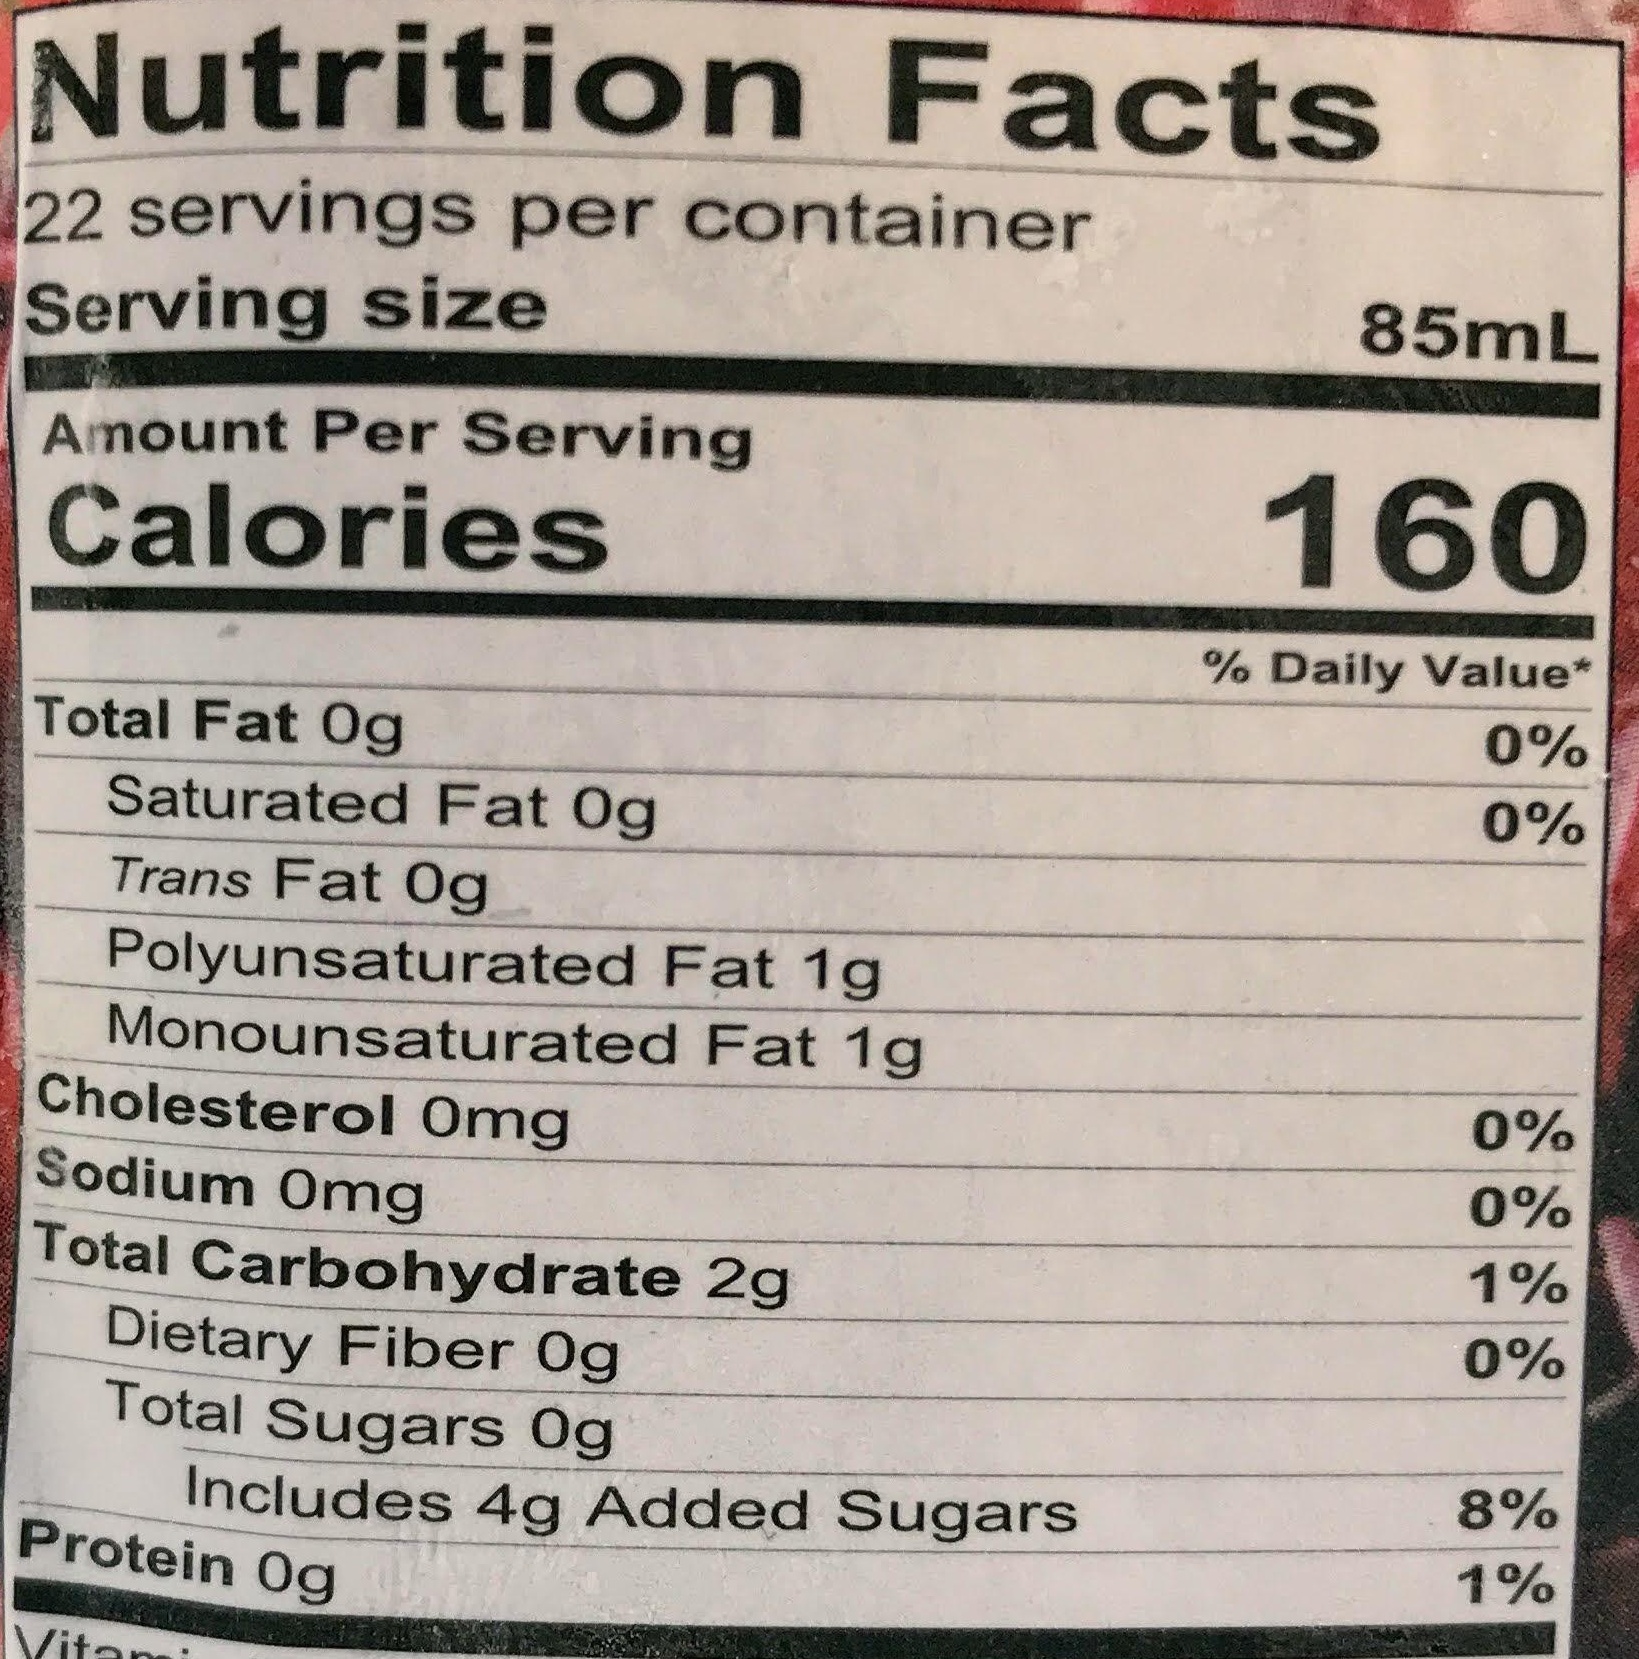 Nutrition Facts
22 servings per container
Serving size 85mL
Amount Per Serving
Calories 160
% Daily Value*
Total Fat 0g 0%
Saturated Fat 0g 0%
Trans Fat 0g
Polyunsaturated Fat 1g
Monounsaturated Fat 1g
Cholesterol 0mg 0%
Sodium 0mg 0%
Total Carbohydrate 2g 1%
Dietary Fiber 0g 0%
Total Sugars 0g
Includes 4g Added Sugars 8%
Protein 0g 1%